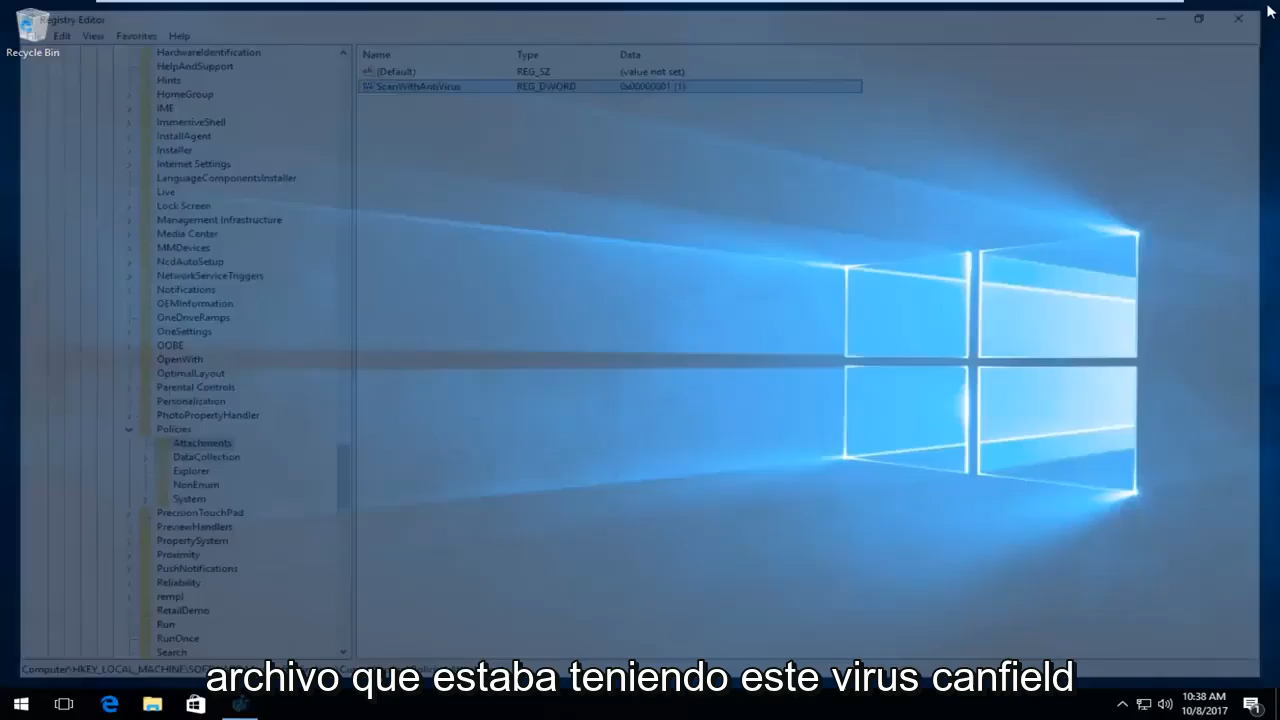 Registry Editor
Edit View Favorites Help
Recycle Bin
HardwareIdentification
HelpAndSupport
Hints
HomeGroup
IME
ImmersiveShell
InstallAgent
Installer
Internet Settings
LanguageComponentsInstaller
Live
Lock Screen
Management Infrastructure
Media Center
MMDevices
NcdAutoSetup
NetworkServiceTriggers
Notifications
OEMInformation
OneDriveRamps
OneSettings
OOBE
OpenWith
OptimalLayout
Parental Controls
Personalization
PhotoPropertyHandler
Policies
Attachments
DataCollection
Explorer
NonEnum
System
PrecisionTouchPad
PreviewHandlers
PropertySystem
Proximity
PushNotifications
Reliability
rempl
RetailDemo
Run
RunOnce
Search
Name Type Data
(Default) REG_SZ (value not set)
ScanWithAntiVirus REG_DWORD 0x00000001 (1)
Computer\HKEY_LOCAL_MACHINE\
archivo que estaba teniendo este virus canfield
10:38 AM
10/8/2017
1